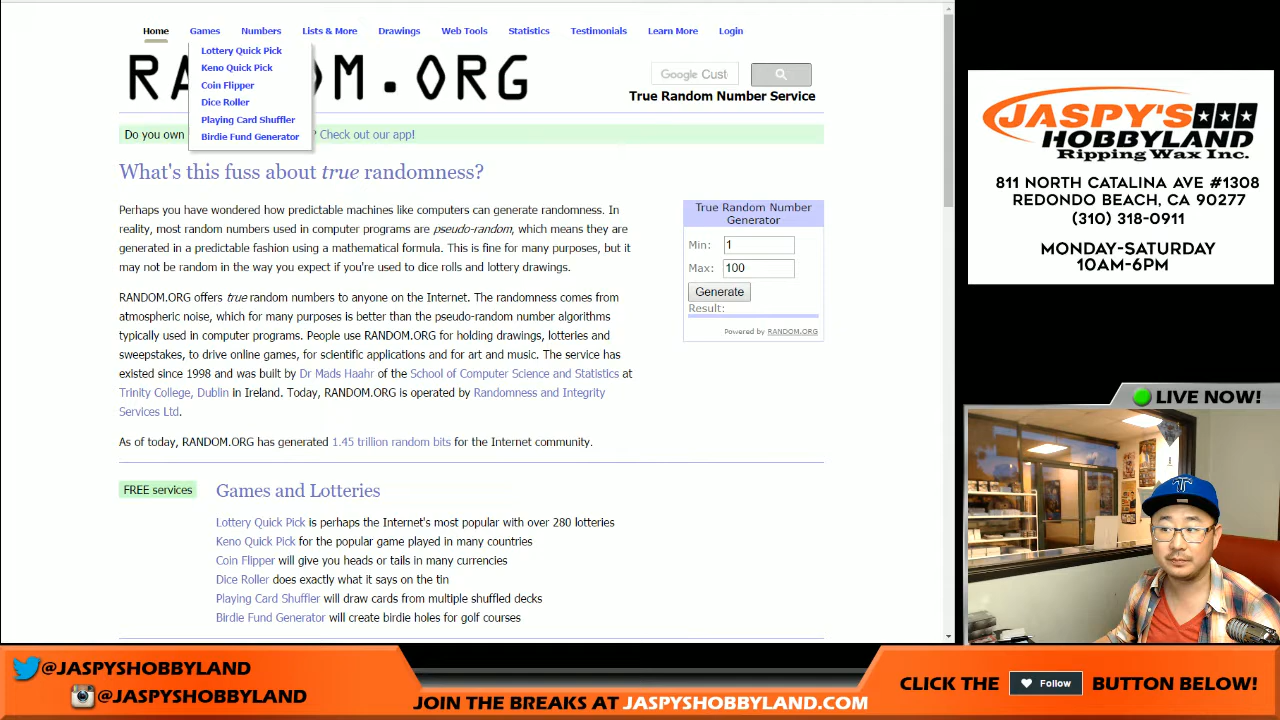 Home Games Numbers Lists & More Drawings Web Tools Statistics Testimonials Learn More Login
Lottery Quick Pick
Keno Quick Pick
Coin Flipper
Dice Roller
Playing Card Shuffler
Birdie Fund Generator
Google Cust
True Random Number Service
Do you own ? Check out our app!
What's this fuss about true randomness?
Perhaps you have wondered how predictable machines like computers can generate randomness. In
reality, most random numbers used in computer programs are pseudo-random, which means they are
generated in a predictable fashion using a mathematical formula. This is fine for many purposes, but it
may not be random in the way you expect if you're used to dice rolls and lottery drawings.
RANDOM.ORG offers true random numbers to anyone on the Internet. The randomness comes from
atmospheric noise, which for many purposes is better than the pseudo-random number algorithms
typically used in computer programs. People use RANDOM.ORG for holding drawings, lotteries and
sweepstakes, to drive online games, for scientific applications and for art and music. The service has
existed since 1998 and was built by Dr Mads Haahr of the School of Computer Science and Statistics at
Trinity College, Dublin in Ireland. Today, RANDOM.ORG is operated by Randomness and Integrity
Services Ltd.
As of today, RANDOM.ORG has generated 1.45 trillion random bits for the Internet community.
True Random Number
Generator
Min: 1
Max: 100
Generate
Result:
Powered by RANDOM.ORG
FREE services
Games and Lotteries
Lottery Quick Pick is perhaps the Internet's most popular with over 280 lotteries
Keno Quick Pick for the popular game played in many countries
Coin Flipper will give you heads or tails in many currencies
Dice Roller does exactly what it says on the tin
Playing Card Shuffler will draw cards from multiple shuffled decks
Birdie Fund Generator will create birdie holes for golf courses
JASPY'S
HOBBYLAND
Ripping Wax Inc.
811 NORTH CATALINA AVE #1308
REDONDO BEACH, CA 90277
(310) 318-0911
MONDAY-SATURDAY
10AM-6PM
LIVE NOW!
@JASPYSHOBBYLAND
@JASPYSHOBBYLAND
JOIN THE BREAKS AT JASPYSHOBBYLAND.COM
CLICK THE Follow BUTTON BELOW!